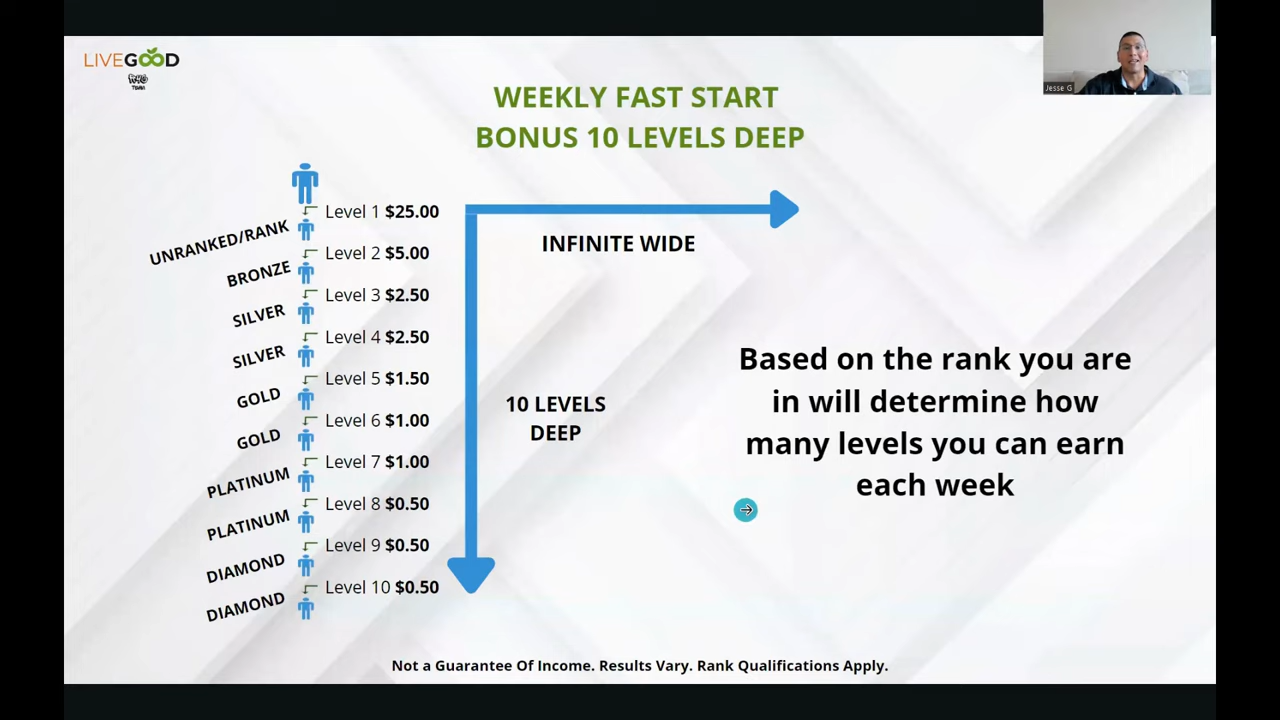 LIVEGOOD
TEAM
Jesse G
WEEKLY FAST START
BONUS 10 LEVELS DEEP
Level 1 $25.00
UNRANKED/RANK
Level 2 $5.00
BRONZE
Level 3 $2.50
SILVER
Level 4 $2.50
SILVER
Level 5 $1.50
GOLD
Level 6 $1.00
GOLD
Level 7 $1.00
PLATINUM
Level 8 $0.50
PLATINUM
Level 9 $0.50
DIAMOND
Level 10 $0.50
DIAMOND
INFINITE WIDE
10 LEVELS
DEEP
Based on the rank you are
in will determine how
many levels you can earn
each week
Not a Guarantee Of Income. Results Vary. Rank Qualifications Apply.